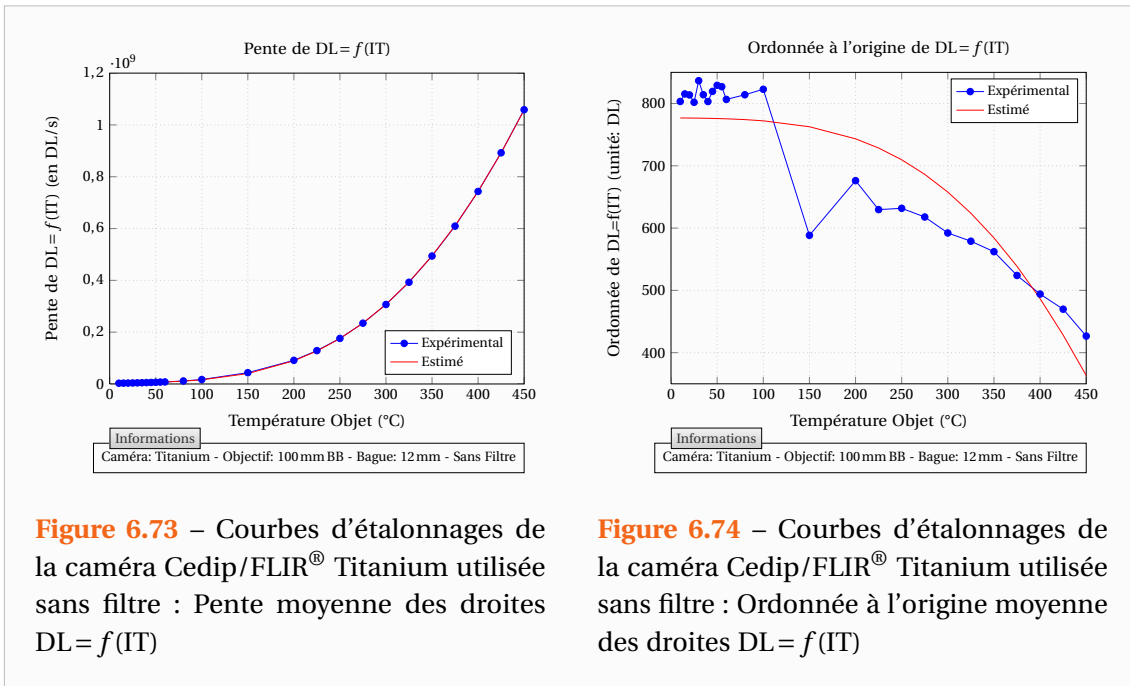 Pente de DL= f(IT)
·10⁹
1,2
1
0,8
0,6
0,4
0,2
0
Pente de DL= f(IT) (en DL/s)
Expérimental
Estimé
50 100 150 200 250 300 350 400 450
Température Objet (°C)
Informations
Caméra: Titanium - Objectif: 100 mm BB - Bague: 12 mm - Sans Filtre
Figure 6.73 – Courbes d'étalonnages de
la caméra Cedip/FLIR® Titanium utilisée
sans filtre : Pente moyenne des droites
DL= f(IT)
Ordonnée à l'origine de DL= f(IT)
800
700
600
500
400
Ordonnée de DL=f(IT) (unité: DL)
Expérimental
Estimé
0 50 100 150 200 250 300 350 400 450
Température Objet (°C)
Informations
Caméra: Titanium - Objectif: 100 mm BB - Bague: 12 mm - Sans Filtre
Figure 6.74 – Courbes d'étalonnages de
la caméra Cedip/FLIR® Titanium utilisée
sans filtre : Ordonnée à l'origine moyenne
des droites DL= f(IT)